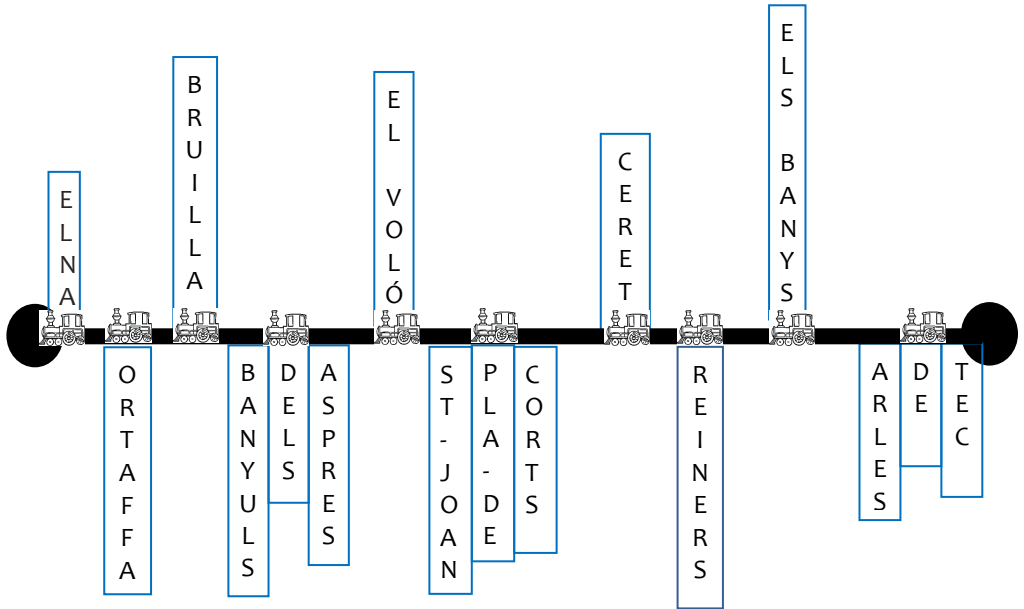 ELNA
ORTAFFA
BRUILLA
BANYULS
DELS
ASPRES
EL VOLÓ
ST-JOAN
PLA-DE
CORTS
CERET
REINERS
ELS BANYS
ARLES
DE
TEC